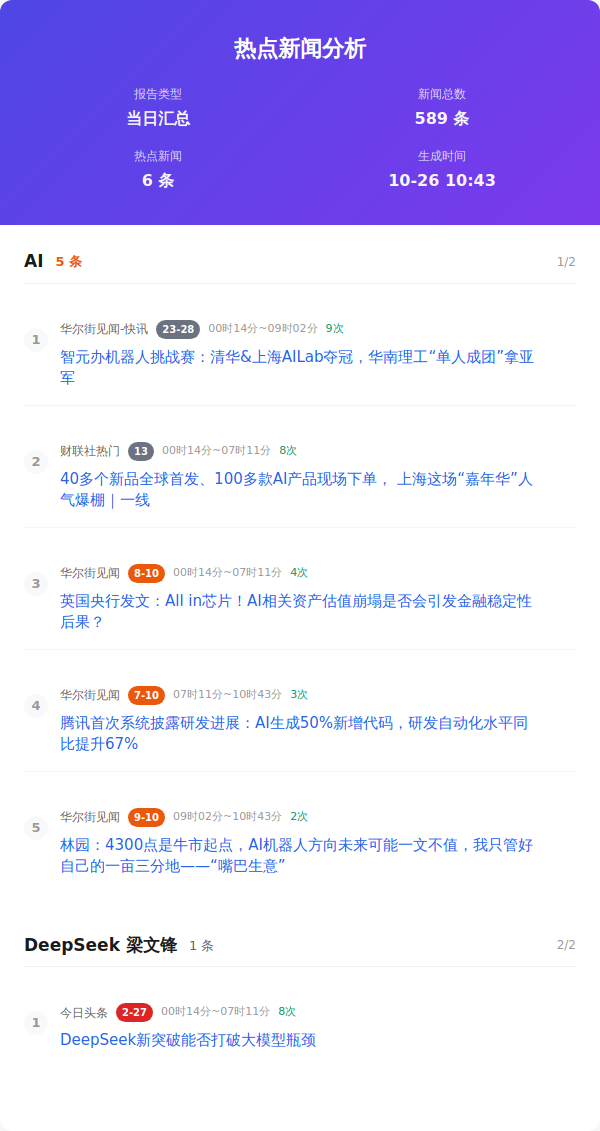 热点新闻分析
报告类型
新闻总数
当日汇总
589 条
热点新闻
生成时间
6 条
10-26 10:43
AI 5 条 1/2
1
华尔街见闻-快讯 23-28 00时14分~09时02分 9次
智元办机器人挑战赛：清华&上海AILab夺冠，华南理工“单人成团”拿亚
军
2
财联社热门 13 00时14分~07时11分 8次
40多个新品全球首发、100多款AI产品现场下单， 上海这场“嘉年华”人
气爆棚｜一线
3
华尔街见闻 8-10 00时14分~07时11分 4次
英国央行发文：All in芯片！AI相关资产估值崩塌是否会引发金融稳定性
后果？
4
华尔街见闻 7-10 07时11分~10时43分 3次
腾讯首次系统披露研发进展：AI生成50%新增代码，研发自动化水平同
比提升67%
5
华尔街见闻 9-10 09时02分~10时43分 2次
林园：4300点是牛市起点，AI机器人方向未来可能一文不值，我只管好
自己的一亩三分地——“嘴巴生意”
DeepSeek 梁文锋 1 条 2/2
1
今日头条 2-27 00时14分~07时11分 8次
DeepSeek新突破能否打破大模型瓶颈